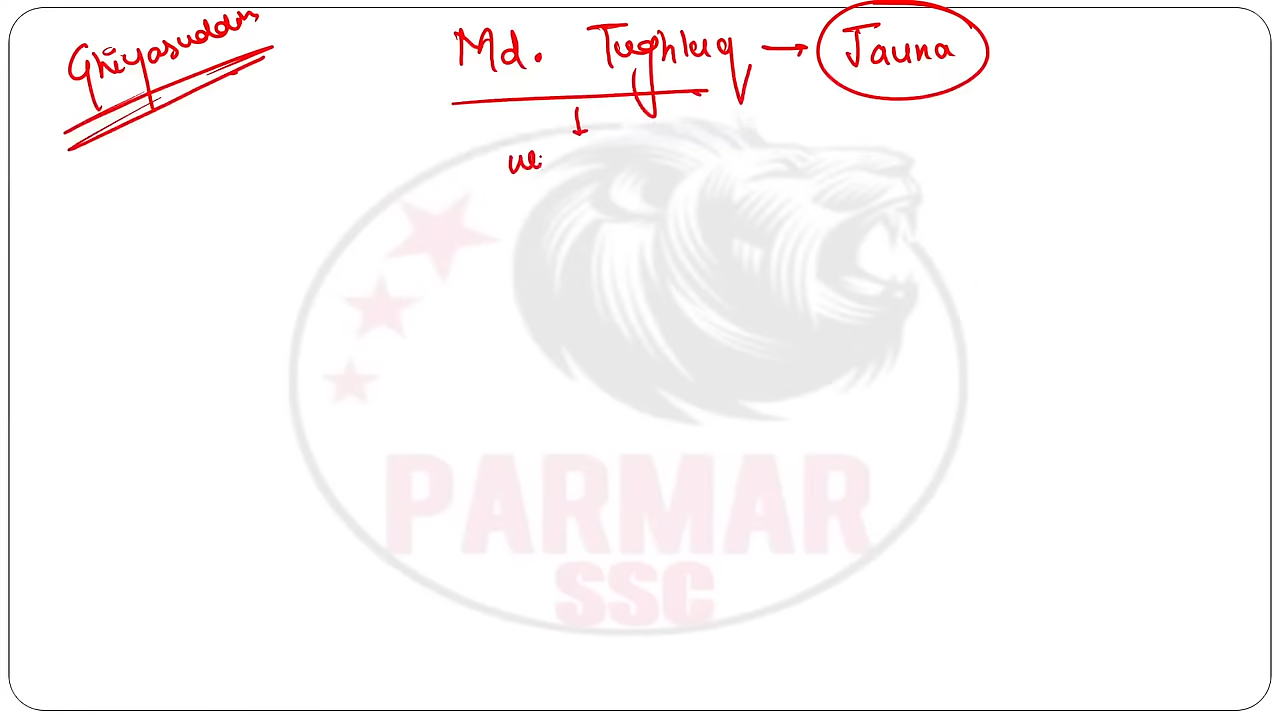 Ghiyasuddin
Md. Tughluq → Jauna
↓
PARMAR
SSC